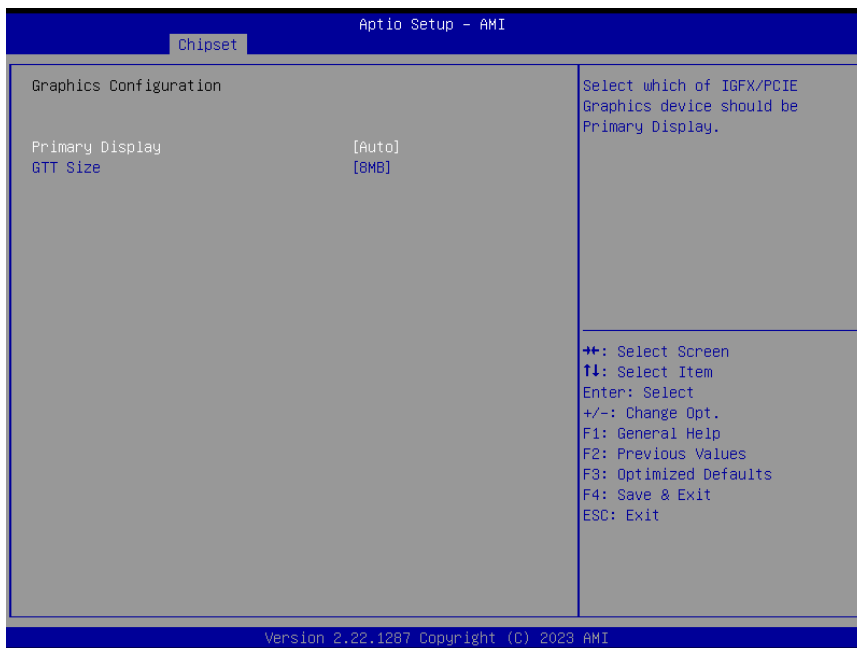 Aptio Setup – AMI
Chipset
Graphics Configuration
Primary Display [Auto]
GTT Size [8MB]
Select which of IGFX/PCIE
Graphics device should be
Primary Display.
→←: Select Screen
↑↓: Select Item
Enter: Select
+/-: Change Opt.
F1: General Help
F2: Previous Values
F3: Optimized Defaults
F4: Save & Exit
ESC: Exit
Version 2.22.1287 Copyright (C) 2023 AMI